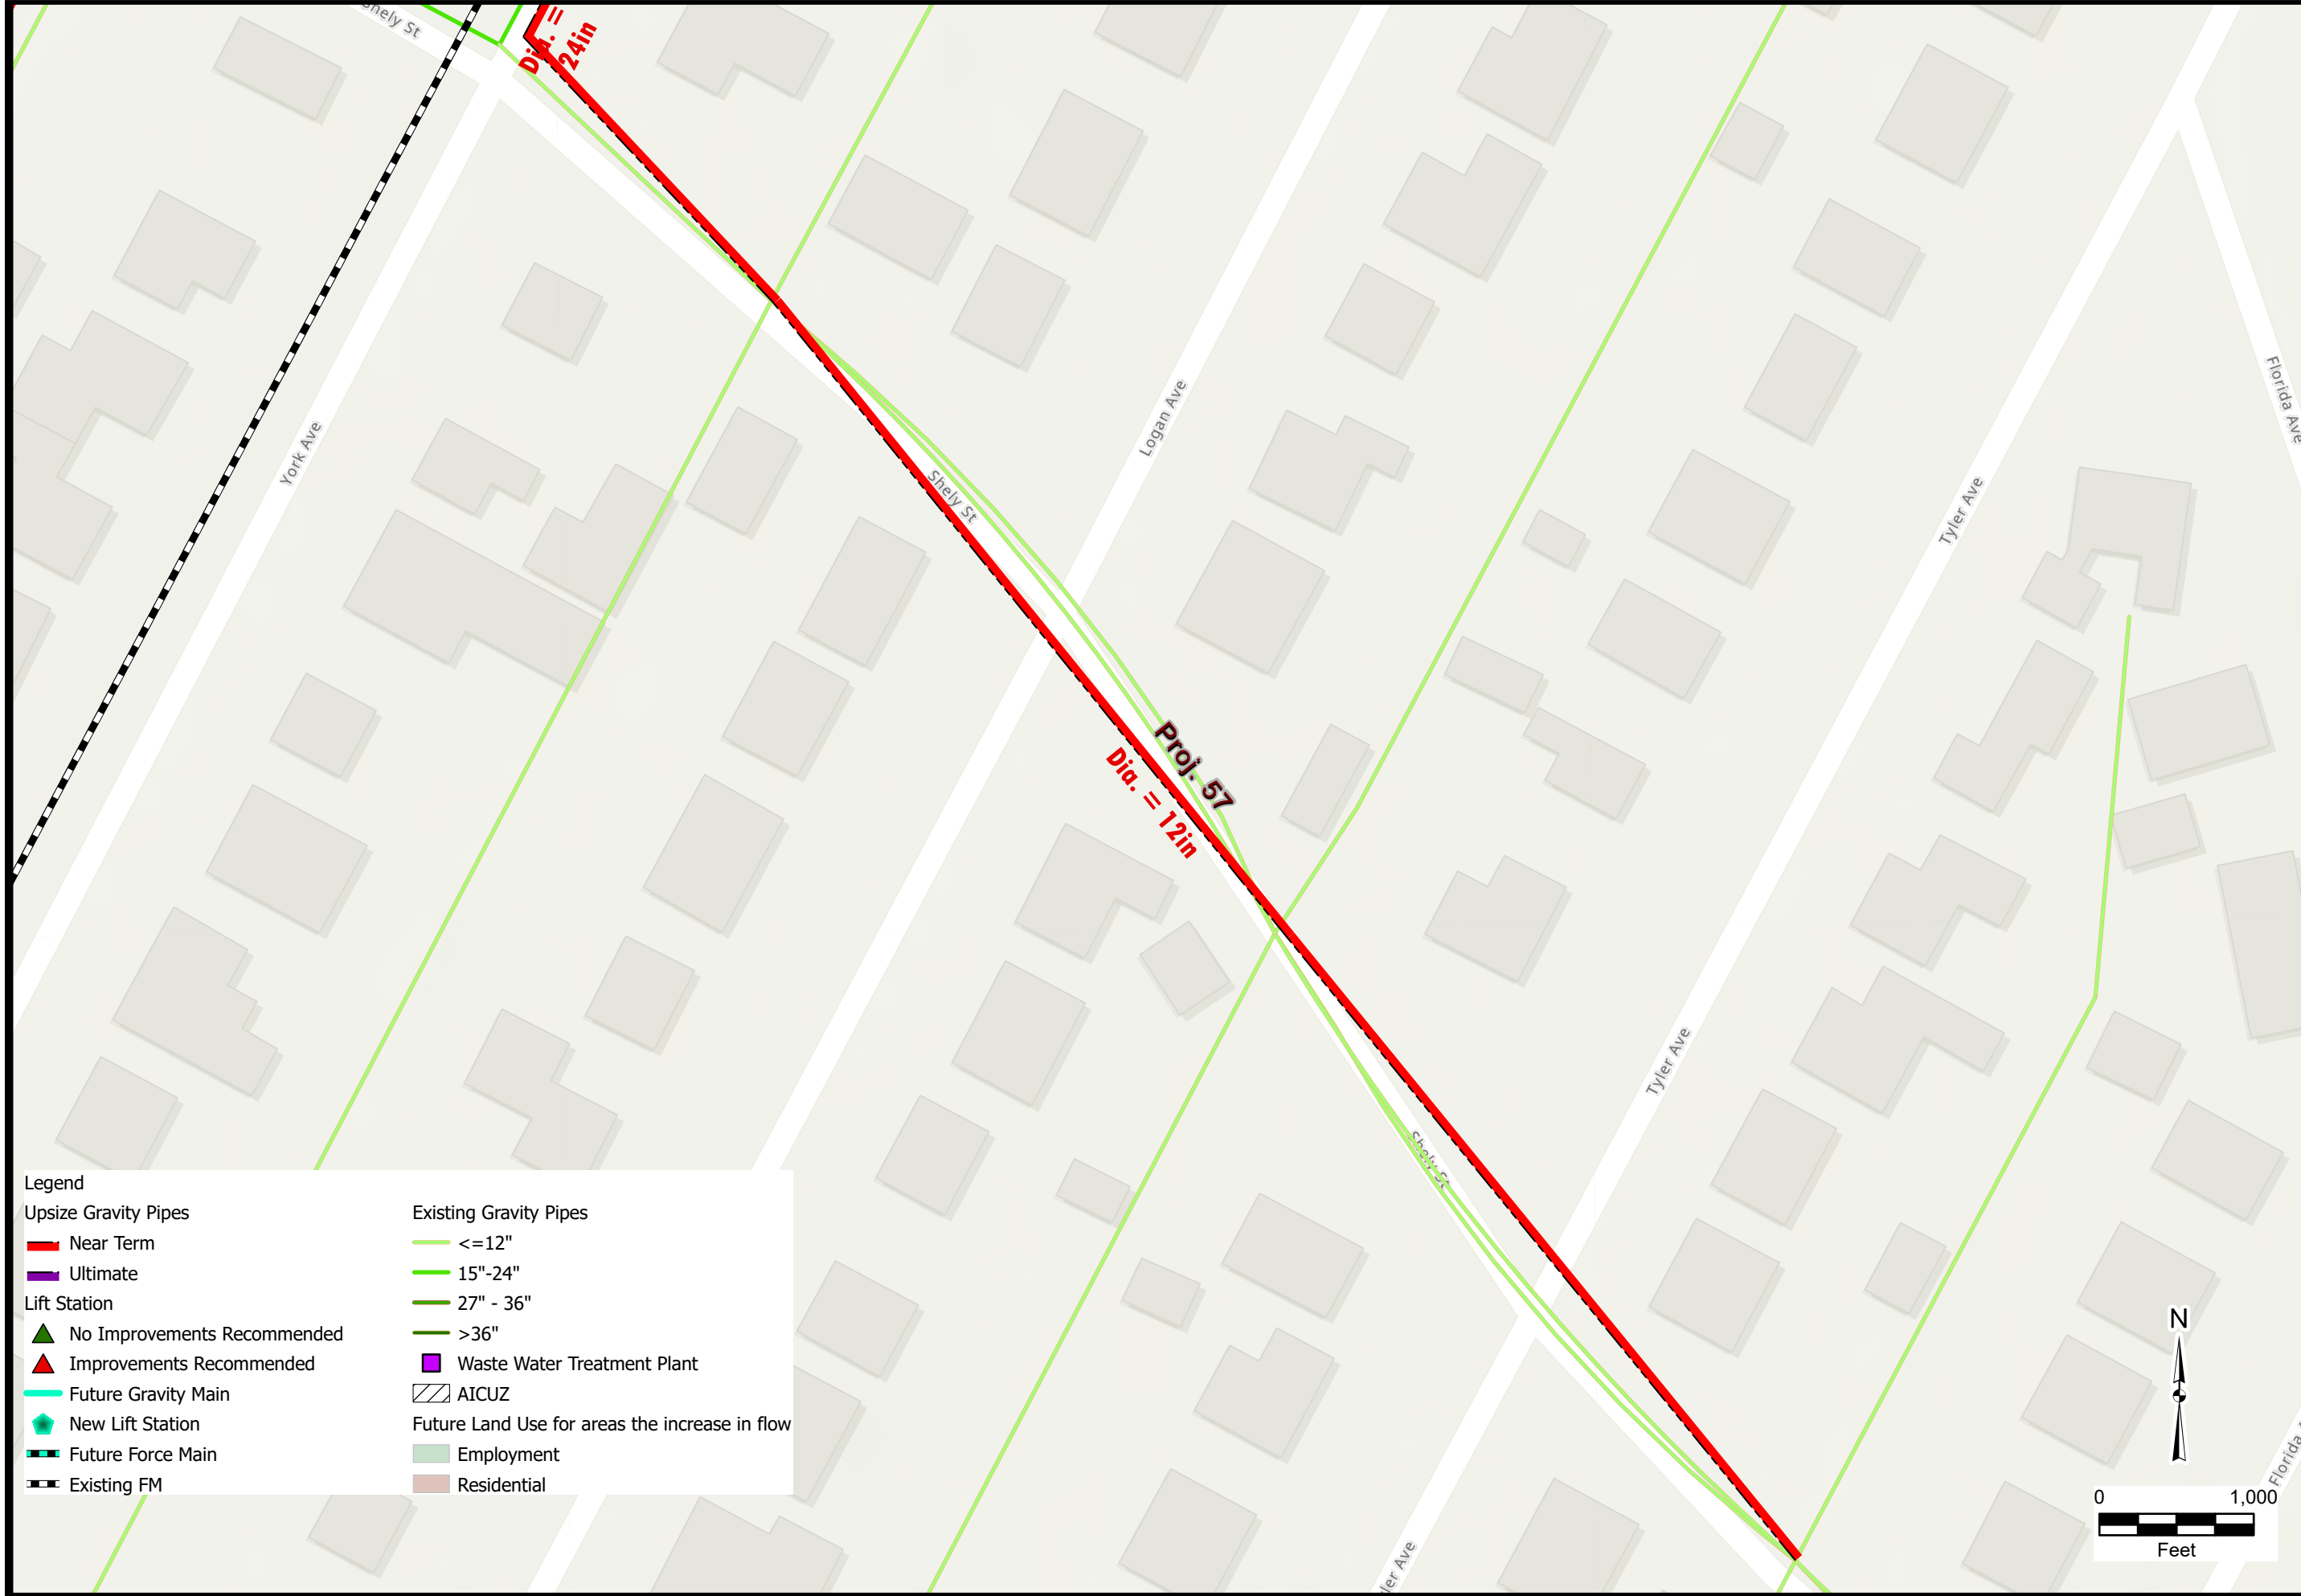 Shely St
Dia. =
24in
York Ave
Logan Ave
Shely St
Florida Ave
Tyler Ave
Proj. 57
Dia. = 12in
Tyler Ave
Shely St
Legend
Upsize Gravity Pipes
Near Term
Ultimate
Lift Station
No Improvements Recommended
Improvements Recommended
Future Gravity Main
New Lift Station
Future Force Main
Existing FM
Existing Gravity Pipes
<=12"
15"-24"
27" - 36"
>36"
Waste Water Treatment Plant
AICUZ
Future Land Use for areas the increase in flow
Employment
Residential
N
0 1,000
Feet
Florida
ler Ave